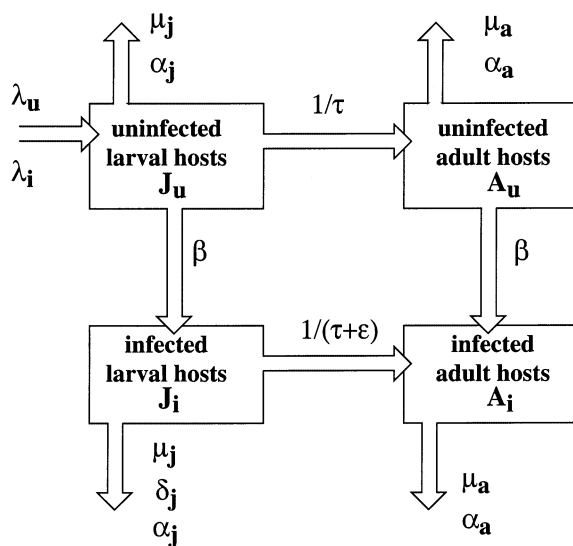 μj
αj
μa
αa
λu
λi
uninfected
larval hosts
Ju
1/τ
uninfected
adult hosts
Au
β
β
infected
larval hosts
Ji
1/(τ+ε)
infected
adult hosts
Ai
μj
δj
αj
μa
αa